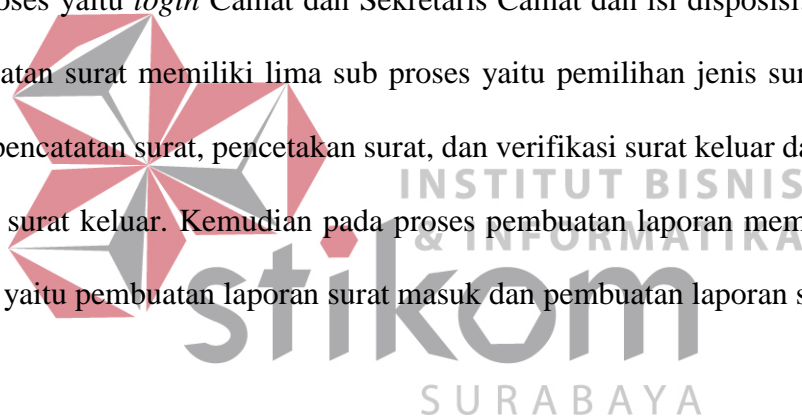 oses yaitu login Camat dan Sekretaris Camat dan isi disposisi
atan surat memiliki lima sub proses yaitu pemilihan jenis sur
pencatatan surat, pencetakan surat, dan verifikasi surat keluar da
INSTITUT BISNIS
surat keluar. Kemudian pada proses pembuatan laporan mem
& INFORMATIKA
stikom
yaitu pembuatan laporan surat masuk dan pembuatan laporan s
SURABAYA